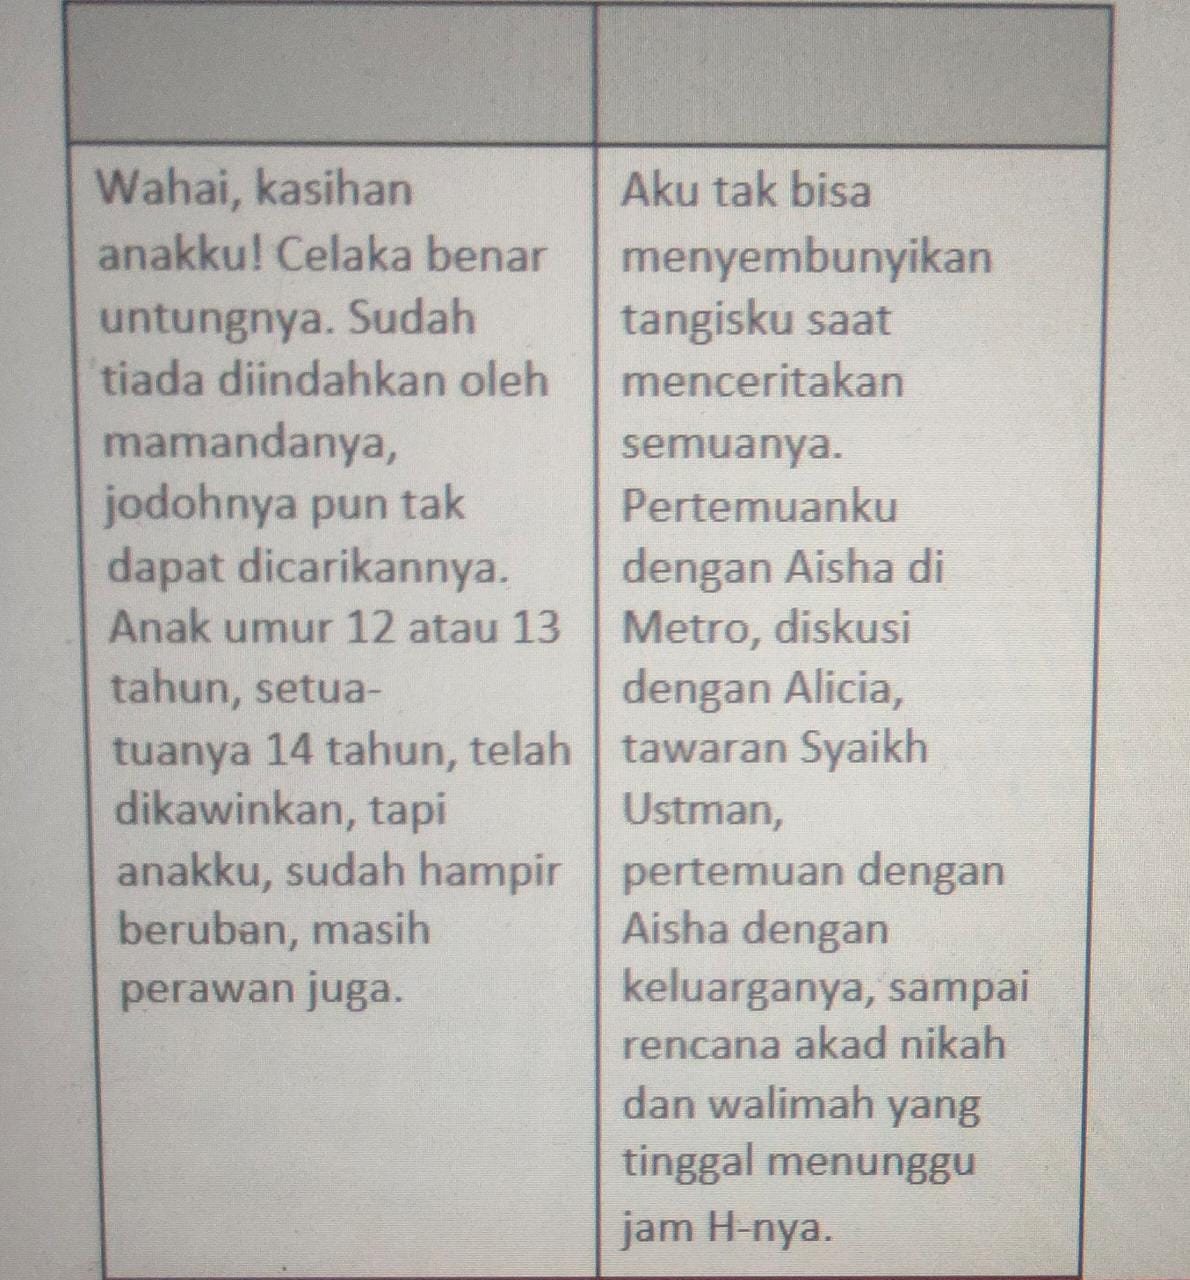 Wahai, kasihan
anakku! Celaka benar
untungnya. Sudah
tiada diindahkan oleh
mamandanya,
jodohnya pun tak
dapat dicarikannya.
Anak umur 12 atau 13
tahun, setua-
tuanya 14 tahun, telah
dikawinkan, tapi
anakku, sudah hampir
beruban, masih
perawan juga.
Aku tak bisa
menyembunyikan
tangisku saat
menceritakan
semuanya.
Pertemuanku
dengan Aisha di
Metro, diskusi
dengan Alicia,
tawaran Syaikh
Ustman,
pertemuan dengan
Aisha dengan
keluarganya, sampai
rencana akad nikah
dan walimah yang
tinggal menunggu
jam H-nya.